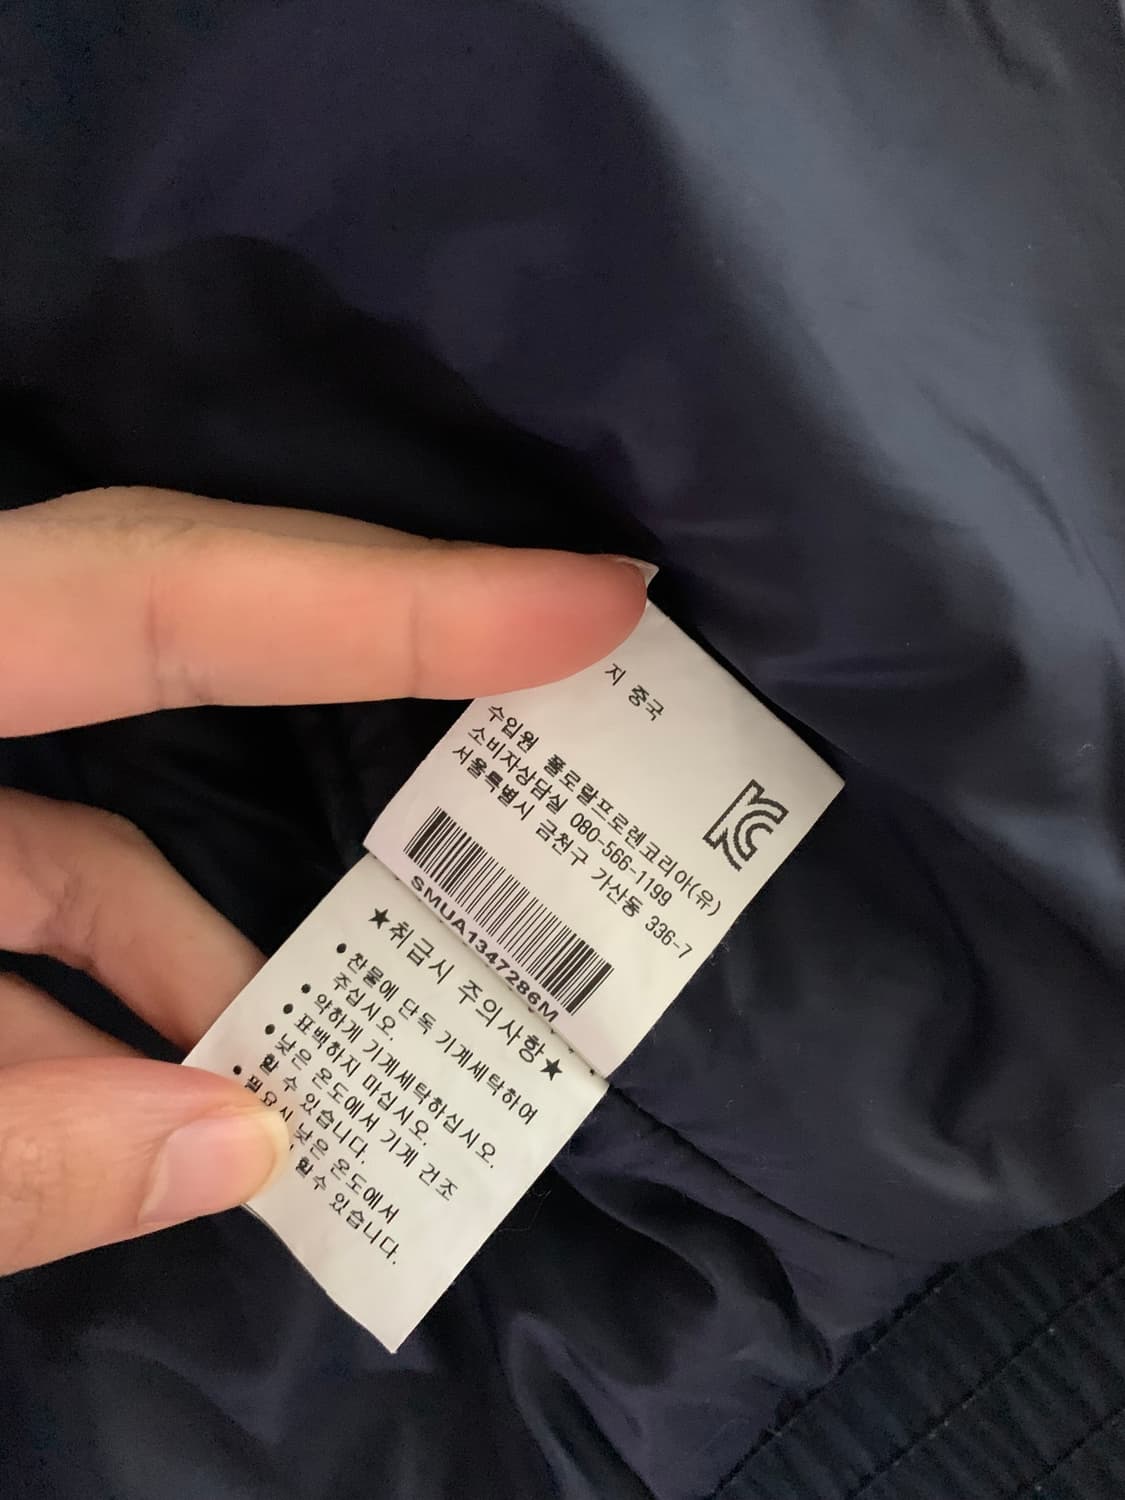 지 중국
수입원 폴로랄프로렌코리아(유)
소비자상담실 080-566-1199
서울특별시 금천구 가산동 336-7
KC
SMUA1347286M
★취급시 주의사항★
● 찬물에 단독 기계세탁하여
주십시오.
● 약하게 기계세탁하십시오.
● 표백하지 마십시오.
● 낮은 온도에서 기계 건조
할 수 있습니다.
● 필요시 낮은 온도에서
할수 있습니다.